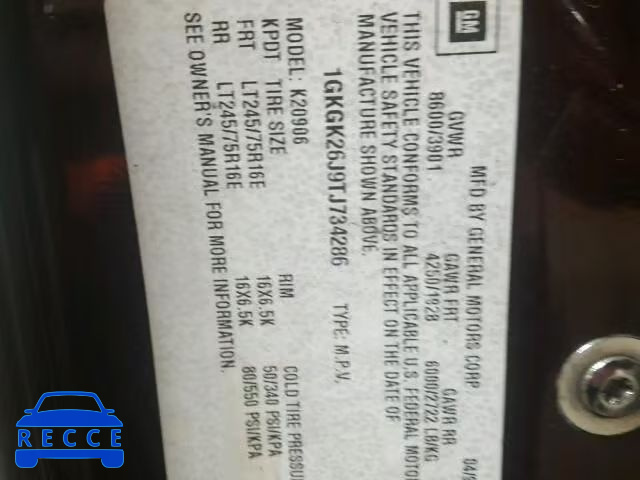 GM
MFD BY GENERAL MOTORS CORP. 04/
GVWR GAWR FRT GAWR RR
8600/3901 4250/1928 6000/2722 LB/KG
THIS VEHICLE CONFORMS TO ALL APPLICABLE U.S. FEDERAL MOTOR
VEHICLE SAFETY STANDARDS IN EFFECT ON THE DATE OF
MANUFACTURE SHOWN ABOVE.
1GKGK26J9TJ734286 TYPE: M.P.V.
MODEL: K20906
KPDT TIRE SIZE RIM COLD TIRE PRESSU
FRT LT245/75R16E 16X6.5K 50/340 PSI/KPA
RR LT245/75R16E 16X6.5K 80/550 PSI/KPA
SEE OWNER'S MANUAL FOR MORE INFORMATION.
RECCE